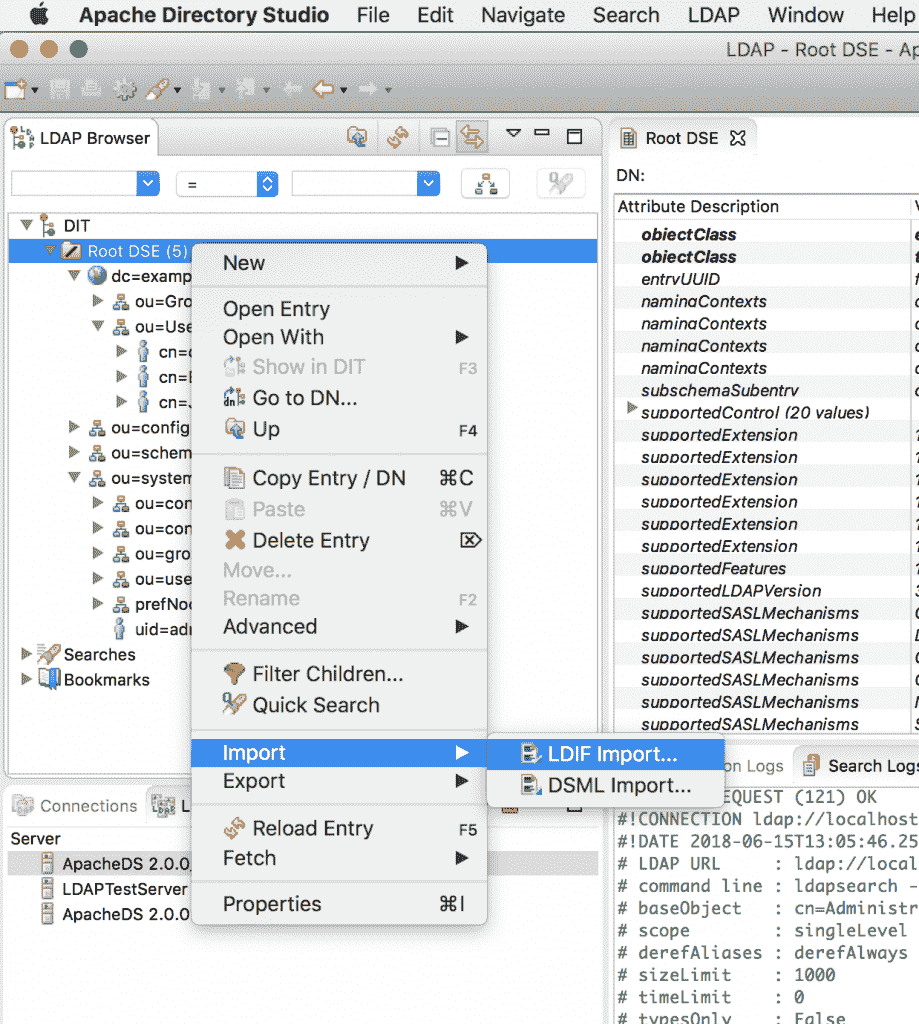 Apache Directory Studio File Edit Navigate Search LDAP Window Help
LDAP - Root DSE - Ap
LDAP Browser
=
DIT
Root DSE (5)
dc=examp
ou=Gro
ou=Use
cn=
cn=
cn=
ou=config
ou=schem
ou=system
ou=con
ou=con
ou=gro
ou=use
prefNod
uid=adm
Searches
Bookmarks
New
Open Entry
Open With
Show in DIT F3
Go to DN...
Up F4
Copy Entry / DN ⌘C
Paste ⌘V
Delete Entry ⌦
Move...
Rename F2
Advanced
Filter Children...
Quick Search
Import
Export
Reload Entry F5
Fetch
Properties ⌘I
LDIF Import...
DSML Import...
Root DSE
DN:
Attribute Description
objectClass
objectClass
entryUUID
namingContexts
namingContexts
namingContexts
namingContexts
subschemaSubentry
supportedControl (20 values)
supportedExtension
supportedExtension
supportedExtension
supportedExtension
supportedExtension
supportedExtension
supportedFeatures
supportedLDAPVersion
supportedSASLMechanisms
supportedSASLMechanisms
supportedSASLMechanisms
supportedSASLMechanisms
supportedSASLMechanisms
supportedSASLMechanisms
Connections
Server
ApacheDS 2.0.0
LDAPTestServer
ApacheDS 2.0.0
on Logs Search Logs
EQUEST (121) OK
#!CONNECTION ldap://localhost
#!DATE 2018-06-15T13:05:46.25
# LDAP URL : ldap://local
# command line : ldapsearch -
# baseObject : cn=Administr
# scope : singleLevel
# derefAliases : derefAlways
# sizeLimit : 1000
# timeLimit : 0
# typesOnly : False